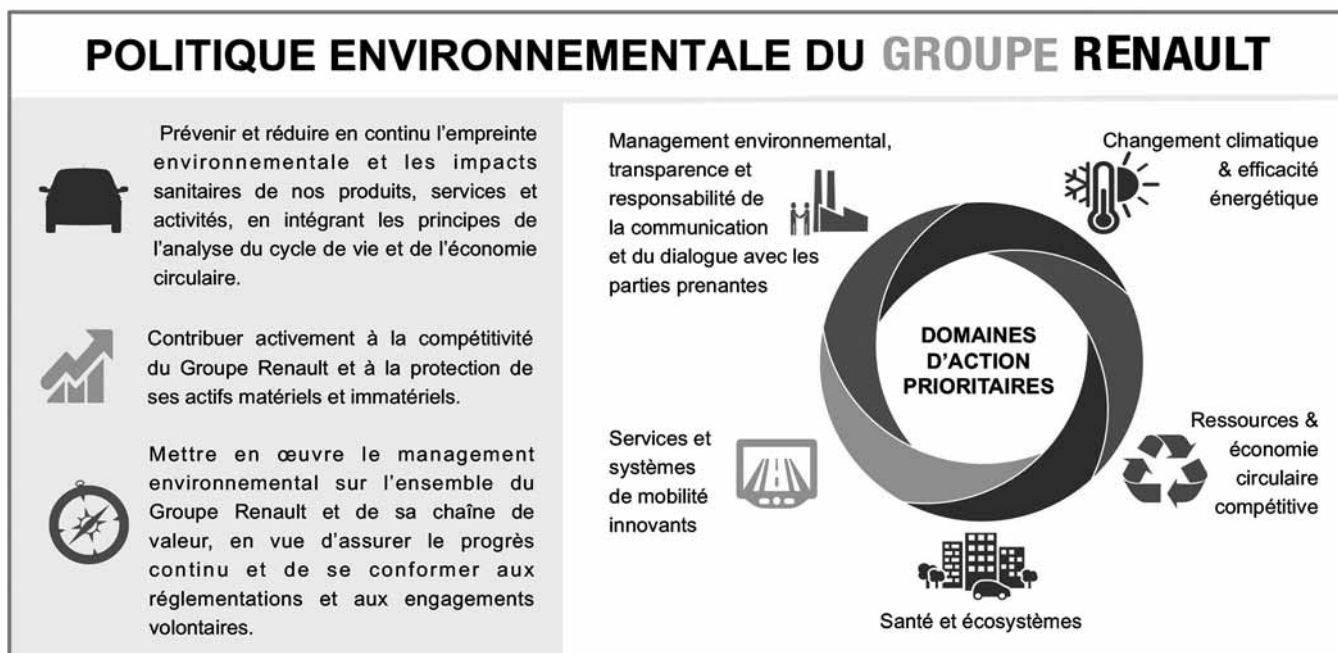 POLITIQUE ENVIRONNEMENTALE DU GROUPE RENAULT
Prévenir et réduire en continu l'empreinte
environnementale et les impacts
sanitaires de nos produits, services et
activités, en intégrant les principes de
l'analyse du cycle de vie et de l'économie
circulaire.
Contribuer activement à la compétitivité
du Groupe Renault et à la protection de
ses actifs matériels et immatériels.
Mettre en œuvre le management
environnemental sur l'ensemble du
Groupe Renault et de sa chaîne de
valeur, en vue d'assurer le progrès
continu et de se conformer aux
réglementations et aux engagements
volontaires.
Management environnemental,
transparence et
responsabilité de
la communication
et du dialogue avec les
parties prenantes
Changement climatique
& efficacité
énergétique
DOMAINES
D'ACTION
PRIORITAIRES
Services et
systèmes
de mobilité
innovants
Ressources &
économie
circulaire
compétitive
Santé et écosystèmes